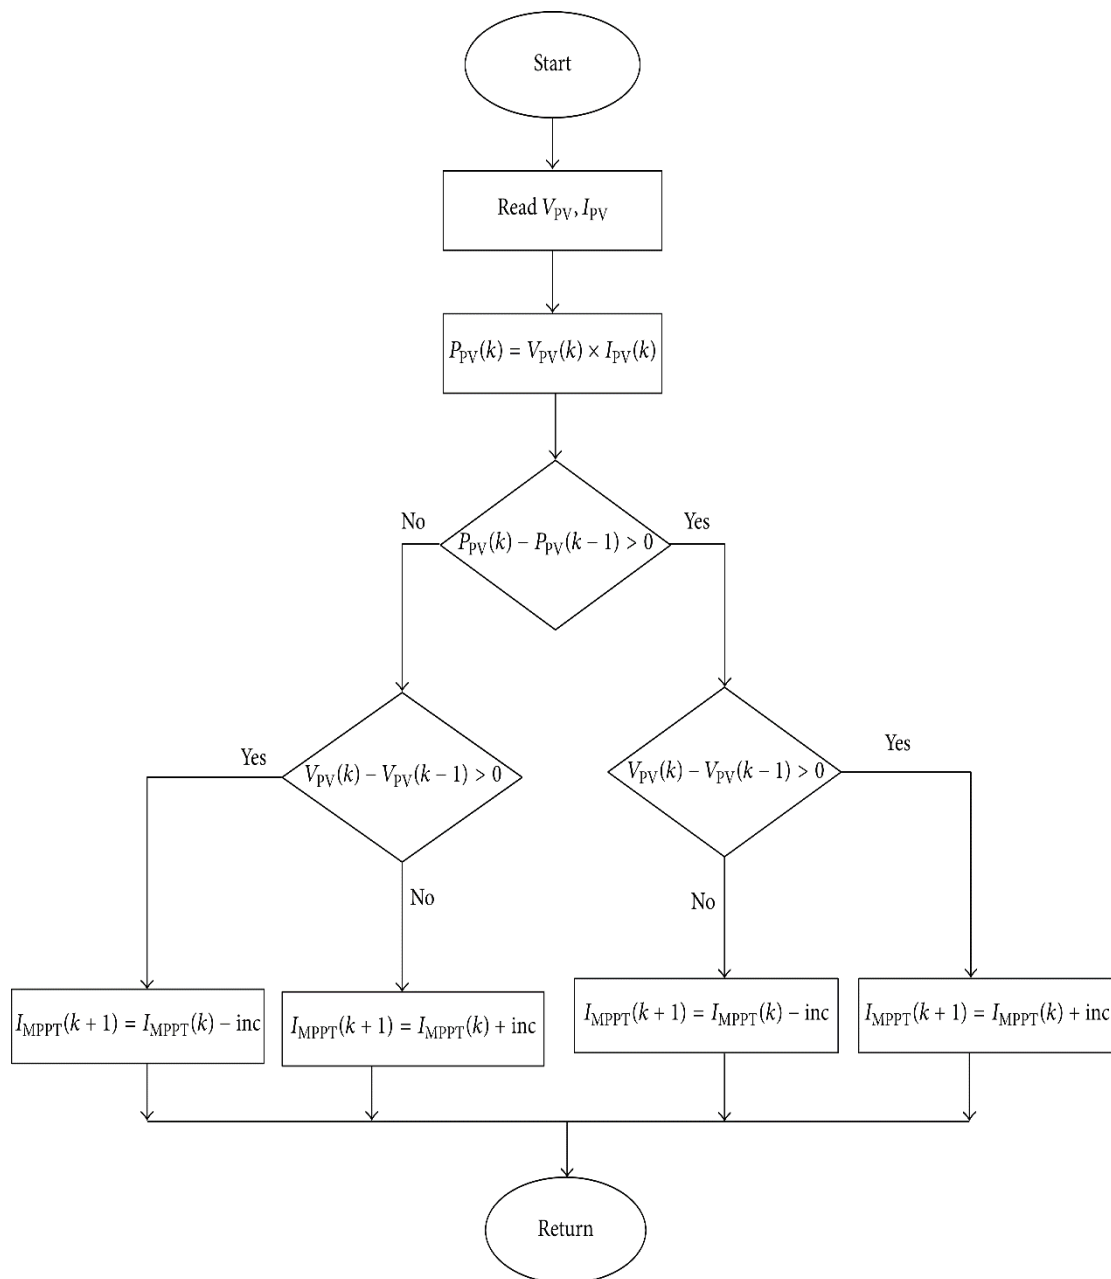 Start
Read V_PV, I_PV
P_PV(k) = V_PV(k) × I_PV(k)
No
Yes
P_PV(k) – P_PV(k – 1) > 0
Yes
V_PV(k) – V_PV(k – 1) > 0
V_PV(k) – V_PV(k – 1) > 0
Yes
No
No
I_MPPT(k + 1) = I_MPPT(k) – inc
I_MPPT(k + 1) = I_MPPT(k) + inc
I_MPPT(k + 1) = I_MPPT(k) – inc
I_MPPT(k + 1) = I_MPPT(k) + inc
Return